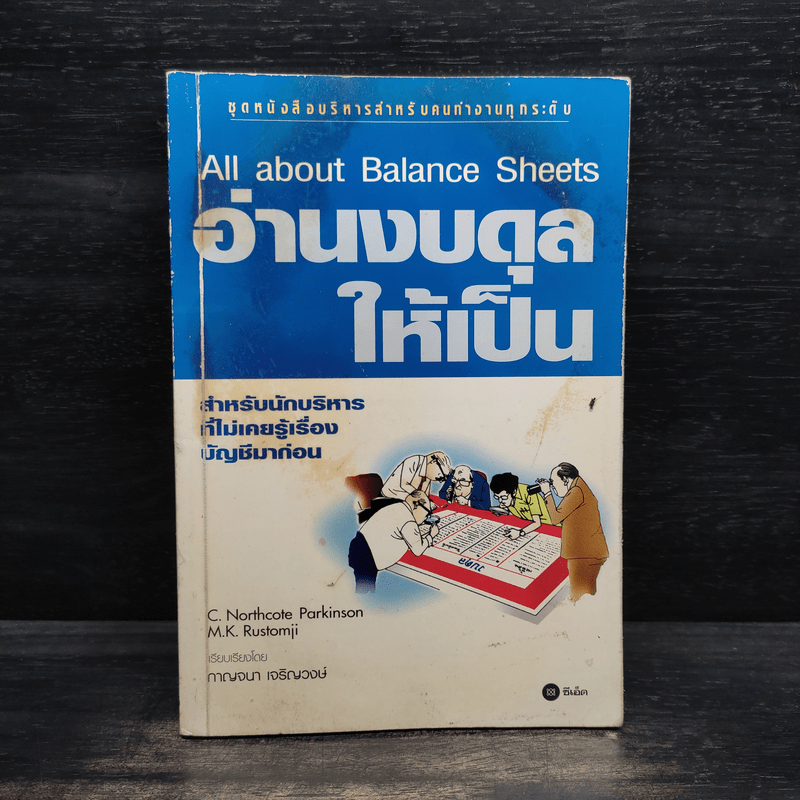 ชุดหนังสือบริหารสำหรับคนทำงานทุกระดับ
All about Balance Sheets
อ่านงบดุล
ให้เป็น
สำหรับนักบริหาร
ที่ไม่เคยรู้เรื่อง
บัญชีมาก่อน
งบดุล
C. Northcote Parkinson
M.K. Rustomji
เรียบเรียงโดย
กาญจนา เจริญวงษ์
ซีเอ็ด